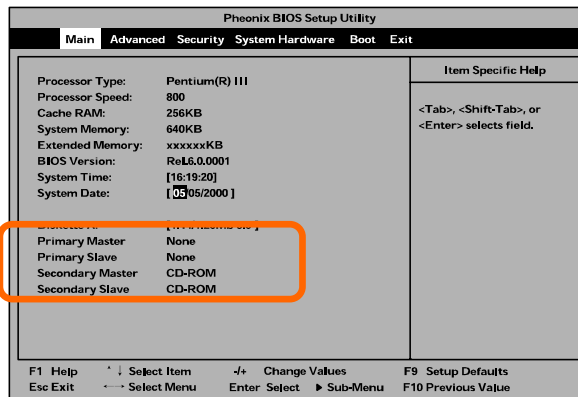 Pheonix BIOS Setup Utility
Main Advanced Security System Hardware Boot Exit
Item Specific Help
Processor Type: Pentium(R) III
Processor Speed: 800
<Tab>, <Shift-Tab>, or
Cache RAM: 256KB
<Enter> selects field.
System Memory: 640KB
Extended Memory: xxxxxxKB
BIOS Version: Rel.6.0.0001
System Time: [16:19:20]
System Date: [05/05/2000 ]
Primary Master None
Primary Slave None
Secondary Master CD-ROM
Secondary Slave CD-ROM
F1 Help ↑↓ Select Item -/+ Change Values F9 Setup Defaults
Esc Exit ←→ Select Menu Enter Select ▶ Sub-Menu F10 Previous Value